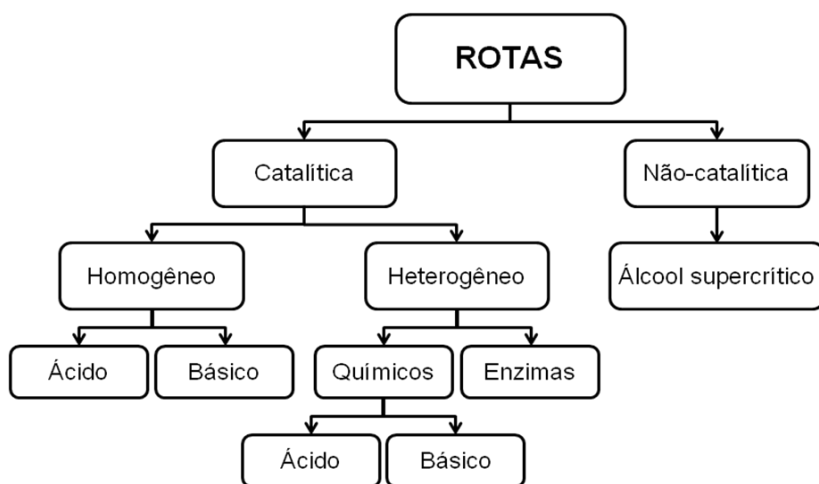 ROTAS
Catalítica
Não-catalítica
Homogêneo
Heterogêneo
Álcool supercrítico
Ácido
Básico
Químicos
Enzimas
Ácido
Básico